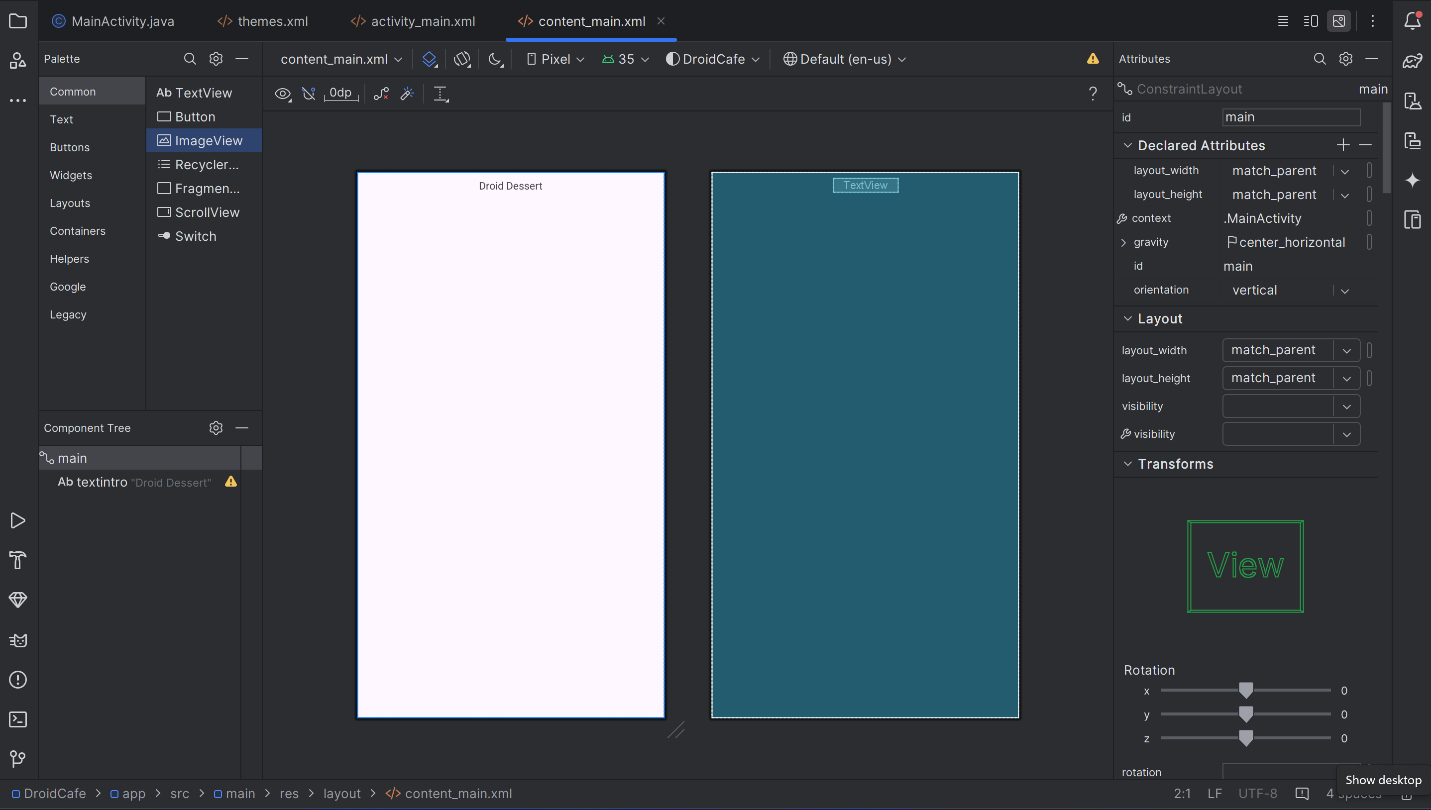 MainActivity.java
themes.xml
activity_main.xml
content_main.xml
Palette
content_main.xml
Pixel
35
DroidCafe
Default (en-us)
Attributes
Common
Text
Buttons
Widgets
Layouts
Containers
Helpers
Google
Legacy
Ab TextView
Button
ImageView
Recycler...
Fragmen...
ScrollView
Switch
0dp
?
ConstraintLayout
main
id
main
Declared Attributes
layout_width
match_parent
layout_height
match_parent
context
.MainActivity
gravity
center_horizontal
id
main
orientation
vertical
Layout
layout_width
match_parent
layout_height
match_parent
visibility
visibility
Transforms
View
Rotation
x
0
y
0
z
0
rotation
Droid Dessert
TextView
Component Tree
main
Ab textintro "Droid Dessert"
DroidCafe > app > src > main > res > layout > content_main.xml
2:1
LF
UTF-8
4 spaces
Show desktop